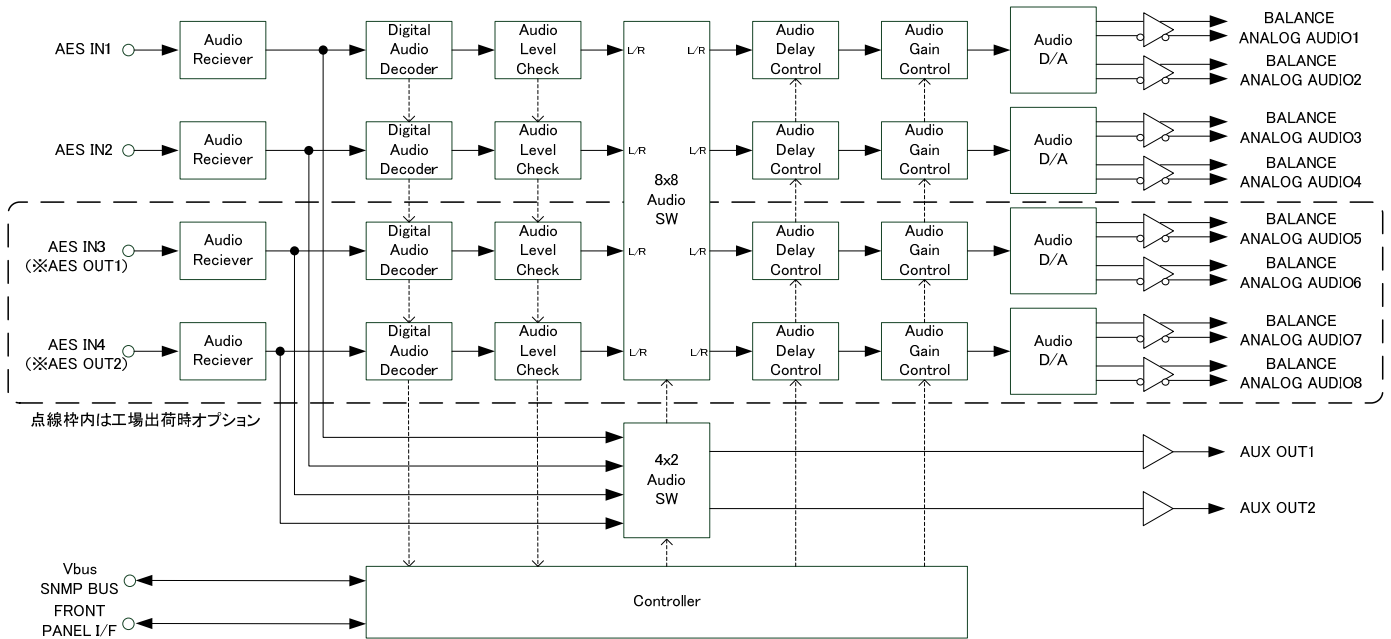 AES IN1
Audio
Reciever
Digital
Audio
Decoder
Audio
Level
Check
L/R
L/R
Audio
Delay
Control
Audio
Gain
Control
Audio
D/A
BALANCE
ANALOG AUDIO1
BALANCE
ANALOG AUDIO2
AES IN2
Audio
Reciever
Digital
Audio
Decoder
Audio
Level
Check
L/R
L/R
8x8
Audio
SW
Audio
Delay
Control
Audio
Gain
Control
Audio
D/A
BALANCE
ANALOG AUDIO3
BALANCE
ANALOG AUDIO4
AES IN3
(※AES OUT1)
Audio
Reciever
Digital
Audio
Decoder
Audio
Level
Check
L/R
L/R
Audio
Delay
Control
Audio
Gain
Control
Audio
D/A
BALANCE
ANALOG AUDIO5
BALANCE
ANALOG AUDIO6
AES IN4
(※AES OUT2)
Audio
Reciever
Digital
Audio
Decoder
Audio
Level
Check
L/R
L/R
Audio
Delay
Control
Audio
Gain
Control
Audio
D/A
BALANCE
ANALOG AUDIO7
BALANCE
ANALOG AUDIO8
点線枠内は工場出荷時オプション
4x2
Audio
SW
AUX OUT1
AUX OUT2
Vbus
SNMP BUS
FRONT
PANEL I/F
Controller